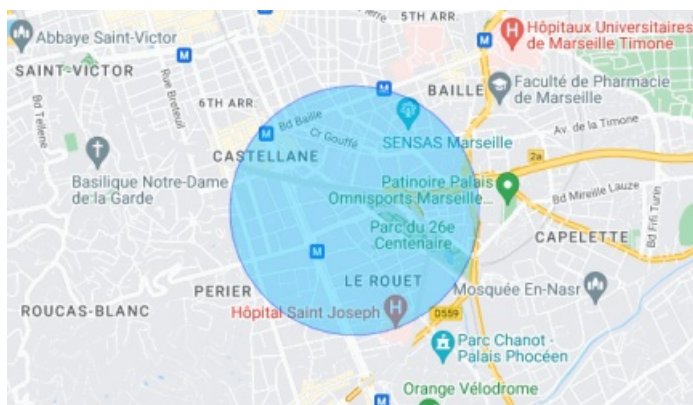 5TH ARR.
Hôpitaux Universitaires
de Marseille Timone
Abbaye Saint-Victor
M
M
SAINT-VICTOR
BAILLE
Faculté de Pharmacie
de Marseille
M
6TH ARR.
Rue Breteuil
Bd Tellene
Bd Baille
Cr Gouffé
SENSAS Marseille
Av. de la Timone
M
CASTELLANE
2a
Basilique Notre-Dame
de la Garde
Patinoire Palais
Omnisports Marseille...
Bd Mireille Lauze
Bd Fifi Turin
Parc du 26e
Centenaire
CAPELETTE
M
LE ROUET
PERIER
Mosquée En-Nasr
ROUCAS-BLANC
Hôpital Saint Joseph
H
D559
Parc Chanot -
Palais Phocéen
Orange Vélodrome
M
H